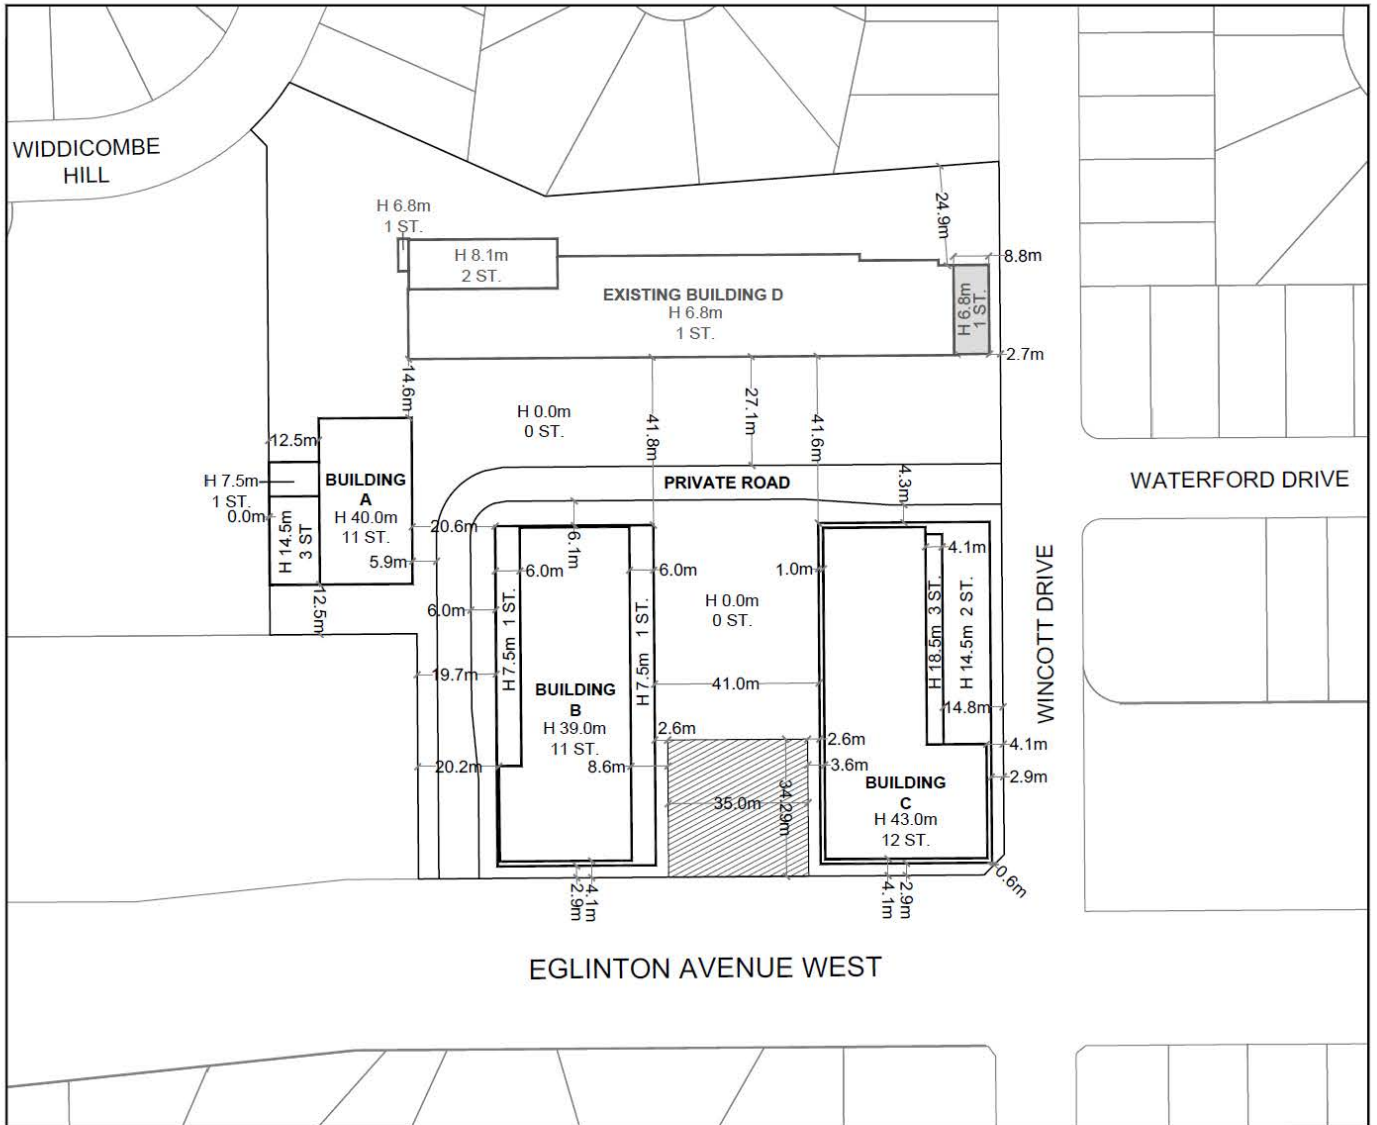 WIDDICOMBE
HILL
H 6.8m
1 ST.
H 8.1m
2 ST.
24.9m
8.8m
EXISTING BUILDING D
H 6.8m
1 ST.
H 6.8m
1 ST.
2.7m
14.6m
H 0.0m
0 ST.
41.8m
27.1m
41.6m
12.5m
H 7.5m
1 ST.
0.0m
BUILDING
A
H 40.0m
11 ST.
H 14.5m
3 ST
12.5m
PRIVATE ROAD
4.3m
WATERFORD DRIVE
20.6m
5.9m
6.1m
6.0m
6.0m
6.0m
1.0m
4.1m
H 0.0m
0 ST.
H 7.5m 1 ST.
H 7.5m 1 ST.
H 18.5m 3 ST.
H 14.5m 2 ST.
WINCOTT DRIVE
19.7m
BUILDING
B
H 39.0m
11 ST.
41.0m
14.8m
2.6m
2.6m
4.1m
20.2m
8.6m
3.6m
2.9m
35.0m
34.29m
BUILDING
C
H 43.0m
12 ST.
2.9m
4.1m
4.1m
2.9m
0.6m
EGLINTON AVENUE WEST